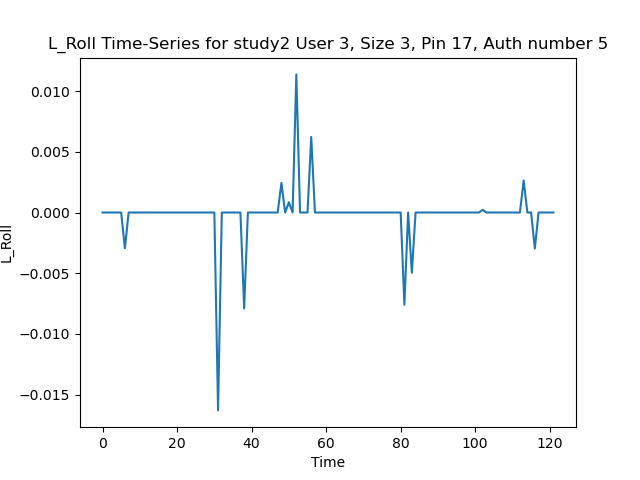 L_Roll Time-Series for study2 User 3, Size 3, Pin 17, Auth number 5
0.010
0.005
0.000
−0.005
−0.010
−0.015
L_Roll
0 20 40 60 80 100 120
Time